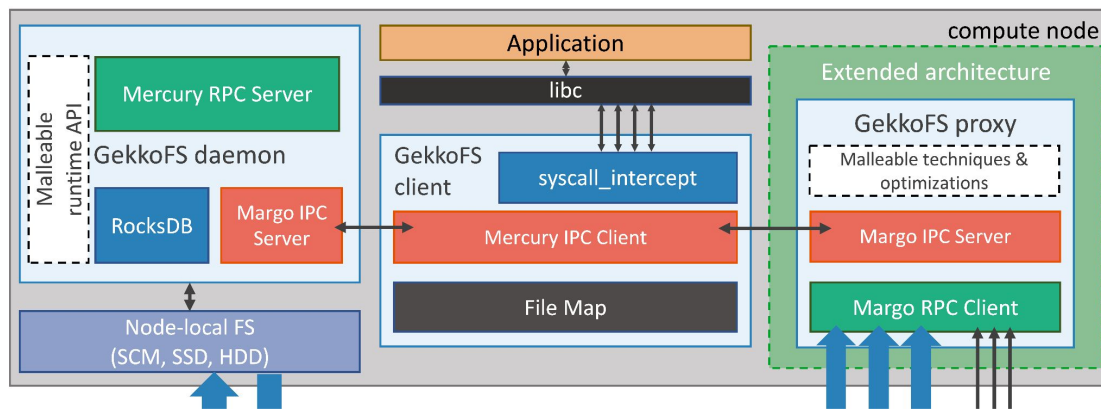 compute node
Malleable
runtime API
Mercury RPC Server
GekkoFS daemon
RocksDB
Margo IPC
Server
Node-local FS
(SCM, SSD, HDD)
Application
libc
GekkoFS
client
syscall_intercept
Mercury IPC Client
File Map
Extended architecture
GekkoFS proxy
Malleable techniques &
optimizations
Margo IPC Server
Margo RPC Client